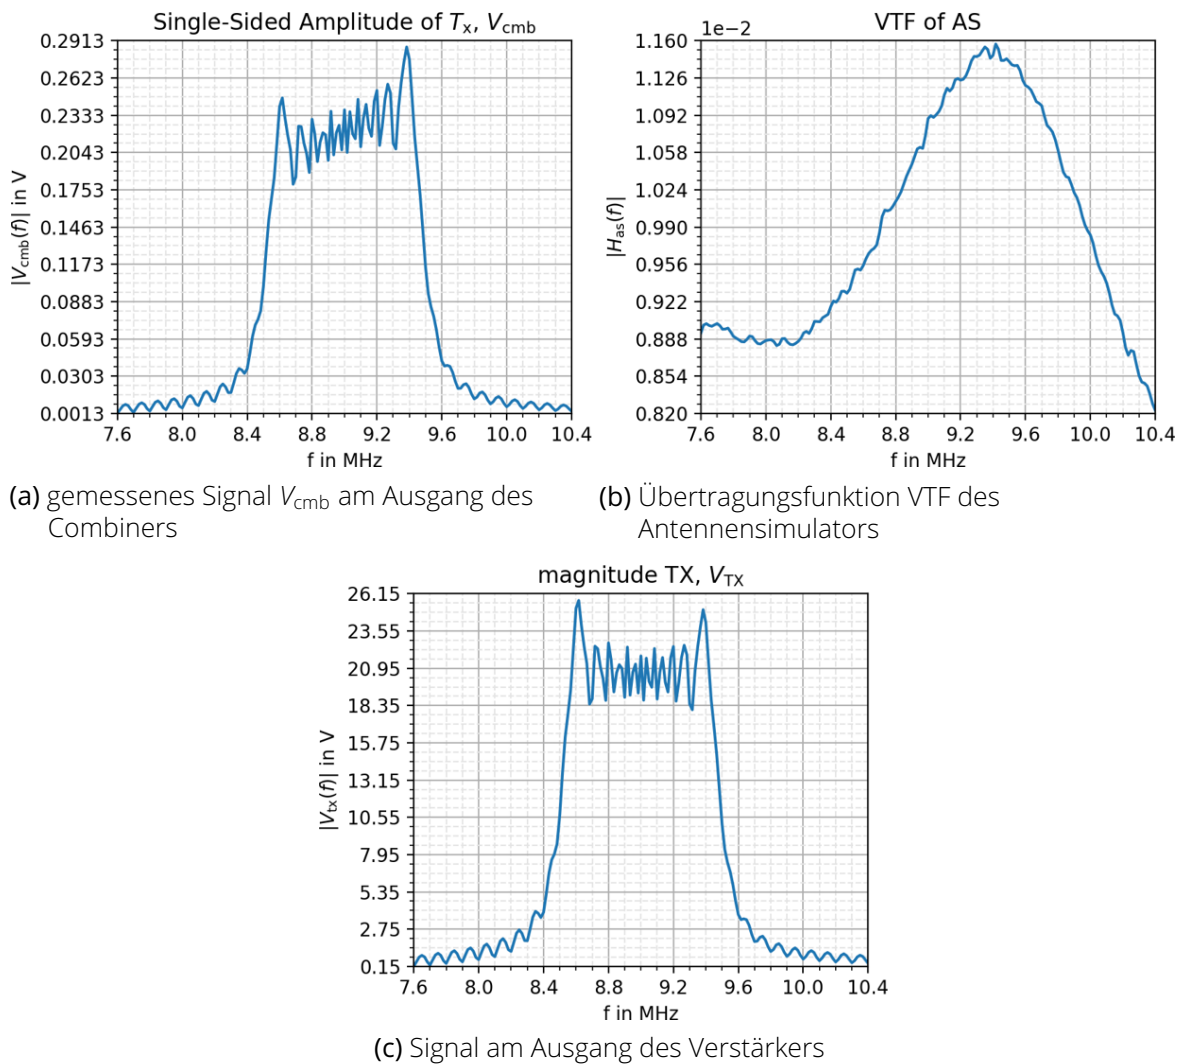 Single-Sided Amplitude of Tx, Vcmb
|Vcmb(f)| in V
0.2913
0.2623
0.2333
0.2043
0.1753
0.1463
0.1173
0.0883
0.0593
0.0303
0.0013
7.6 8.0 8.4 8.8 9.2 9.6 10.0 10.4
f in MHz
(a) gemessenes Signal Vcmb am Ausgang des
Combiners
VTF of AS
1e−2
|Has(f)|
1.160
1.126
1.092
1.058
1.024
0.990
0.956
0.922
0.888
0.854
0.820
7.6 8.0 8.4 8.8 9.2 9.6 10.0 10.4
f in MHz
(b) Übertragungsfunktion VTF des
Antennensimulators
magnitude TX, VTX
|Vtx(f)| in V
26.15
23.55
20.95
18.35
15.75
13.15
10.55
7.95
5.35
2.75
0.15
7.6 8.0 8.4 8.8 9.2 9.6 10.0 10.4
f in MHz
(c) Signal am Ausgang des Verstärkers